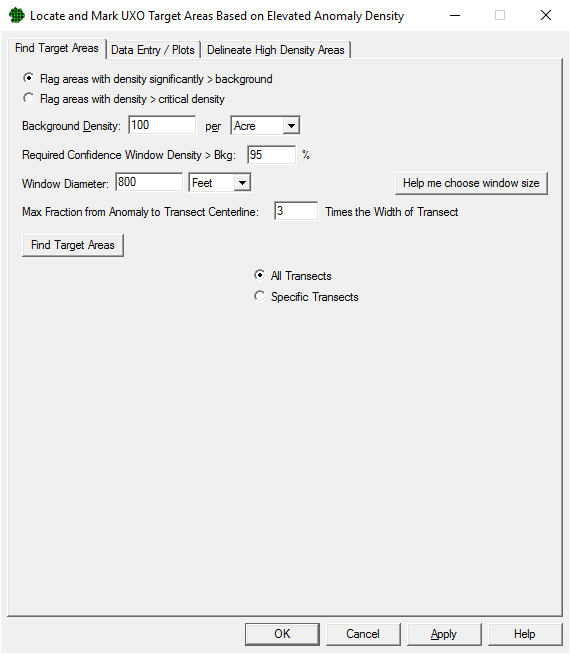 Locate and Mark UXO Target Areas Based on Elevated Anomaly Density
Find Target Areas Data Entry / Plots Delineate High Density Areas
Flag areas with density significantly > background
Flag areas with density > critical density
Background Density: 100 per Acre
Required Confidence Window Density > Bkg: 95 %
Window Diameter: 800 Feet Help me choose window size
Max Fraction from Anomaly to Transect Centerline: 3 Times the Width of Transect
Find Target Areas
All Transects
Specific Transects
OK Cancel Apply Help